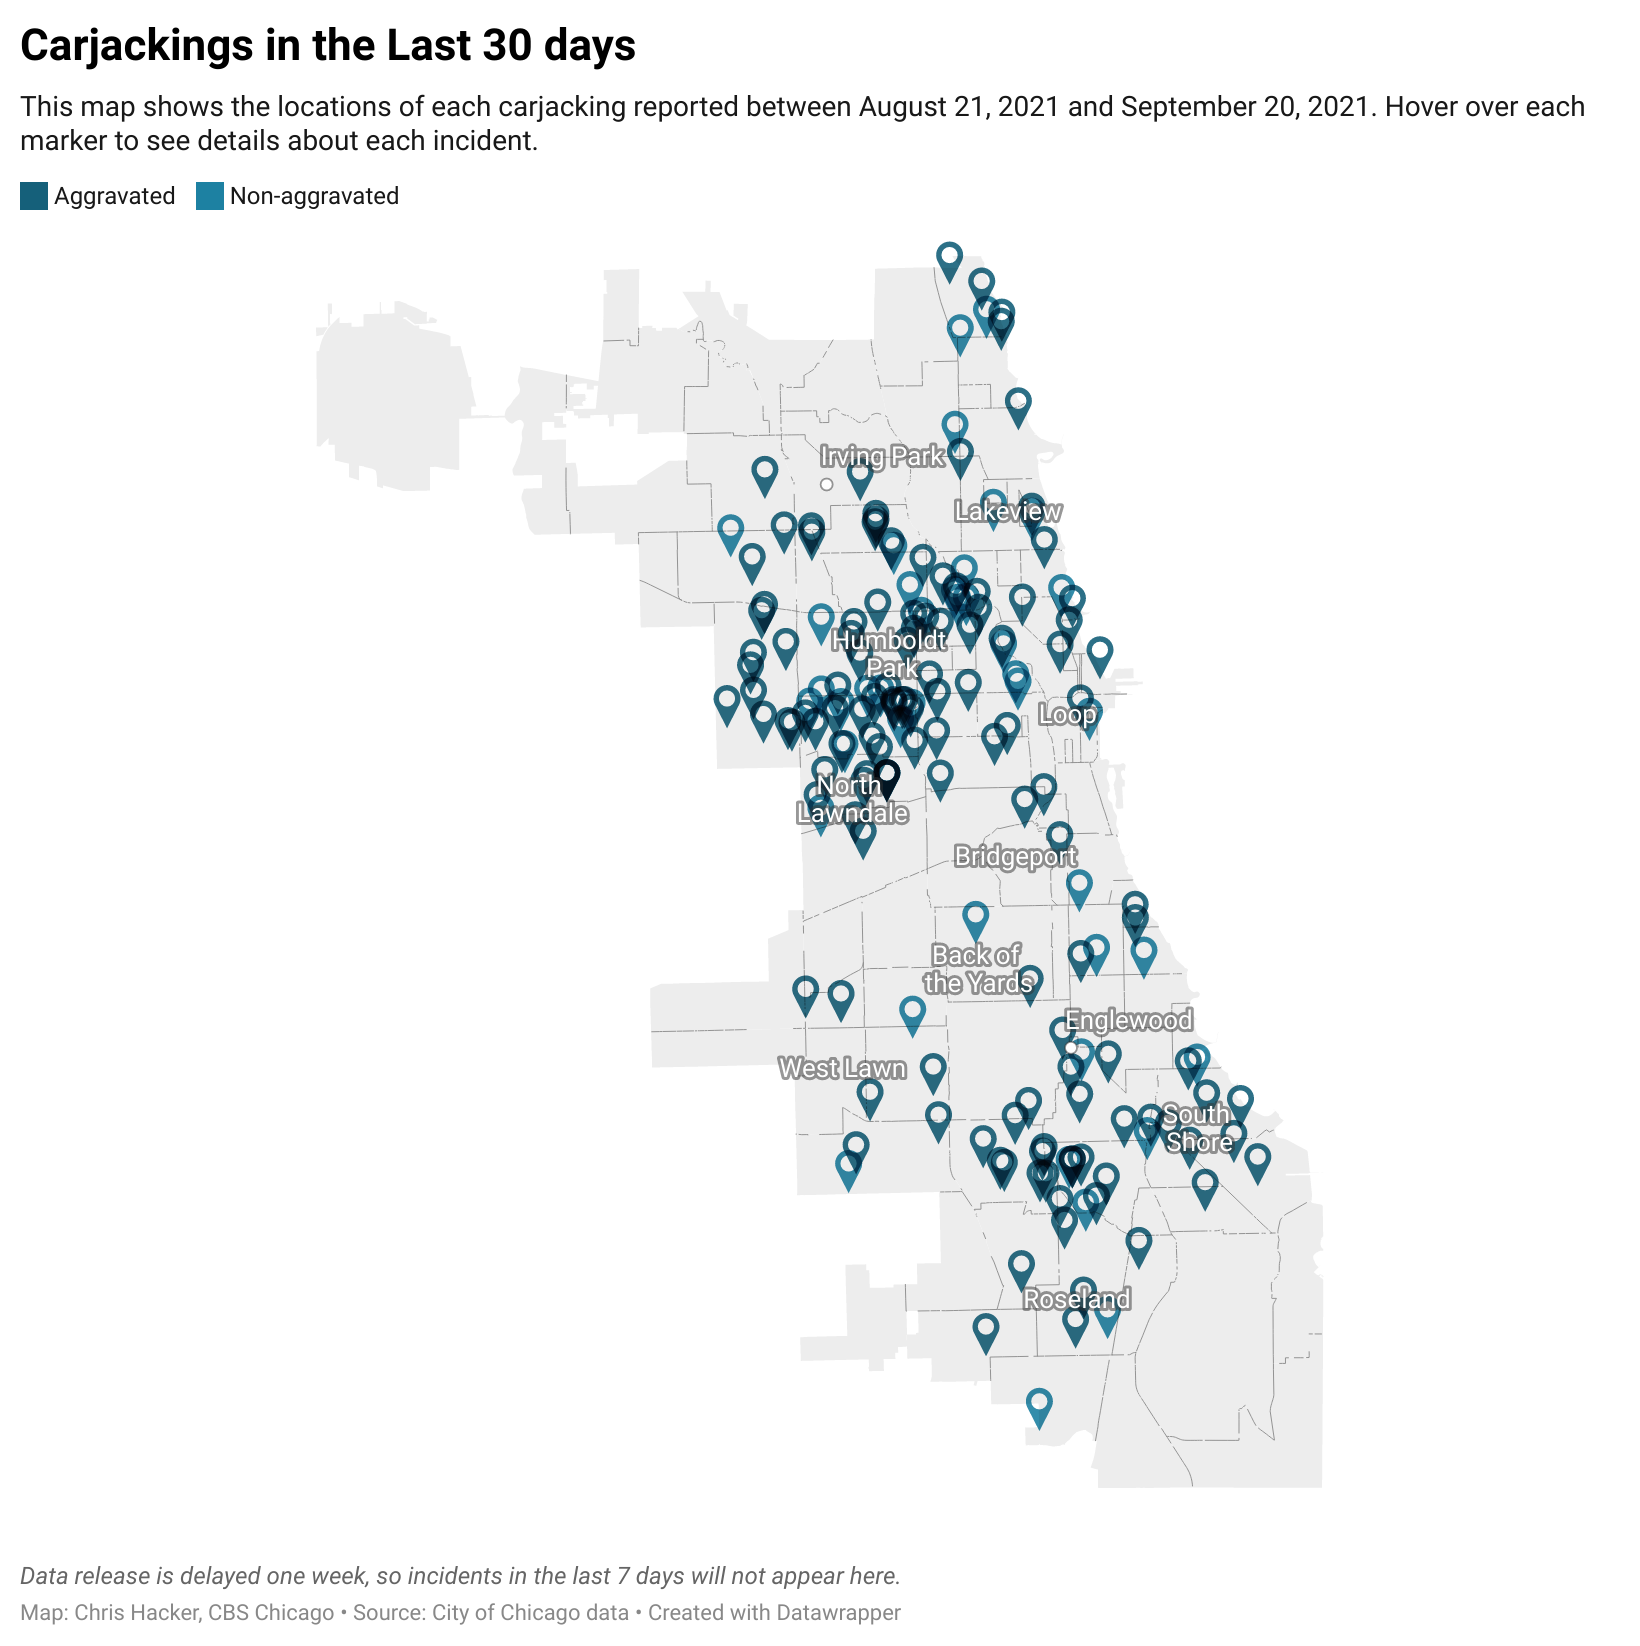 Carjackings in the Last 30 days
This map shows the locations of each carjacking reported between August 21, 2021 and September 20, 2021. Hover over each
marker to see details about each incident.
Aggravated Non-aggravated
Irving Park
Lakeview
Humboldt
Park
Loop
North
Lawndale
Bridgeport
Back of
the Yards
Englewood
West Lawn
South
Shore
Roseland
Data release is delayed one week, so incidents in the last 7 days will not appear here.
Map: Chris Hacker, CBS Chicago • Source: City of Chicago data • Created with Datawrapper